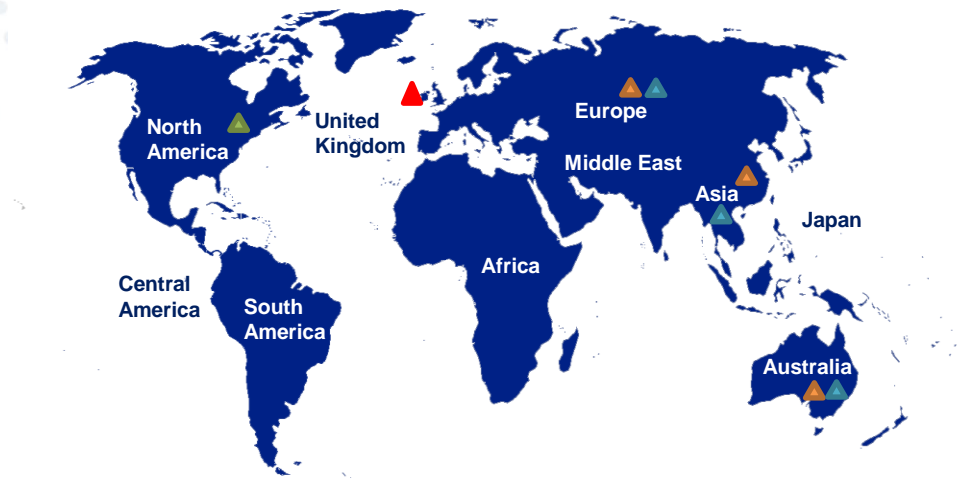 North
America
United
Kingdom
Europe
Middle East
Asia
Japan
Africa
Central
America
South
America
Australia